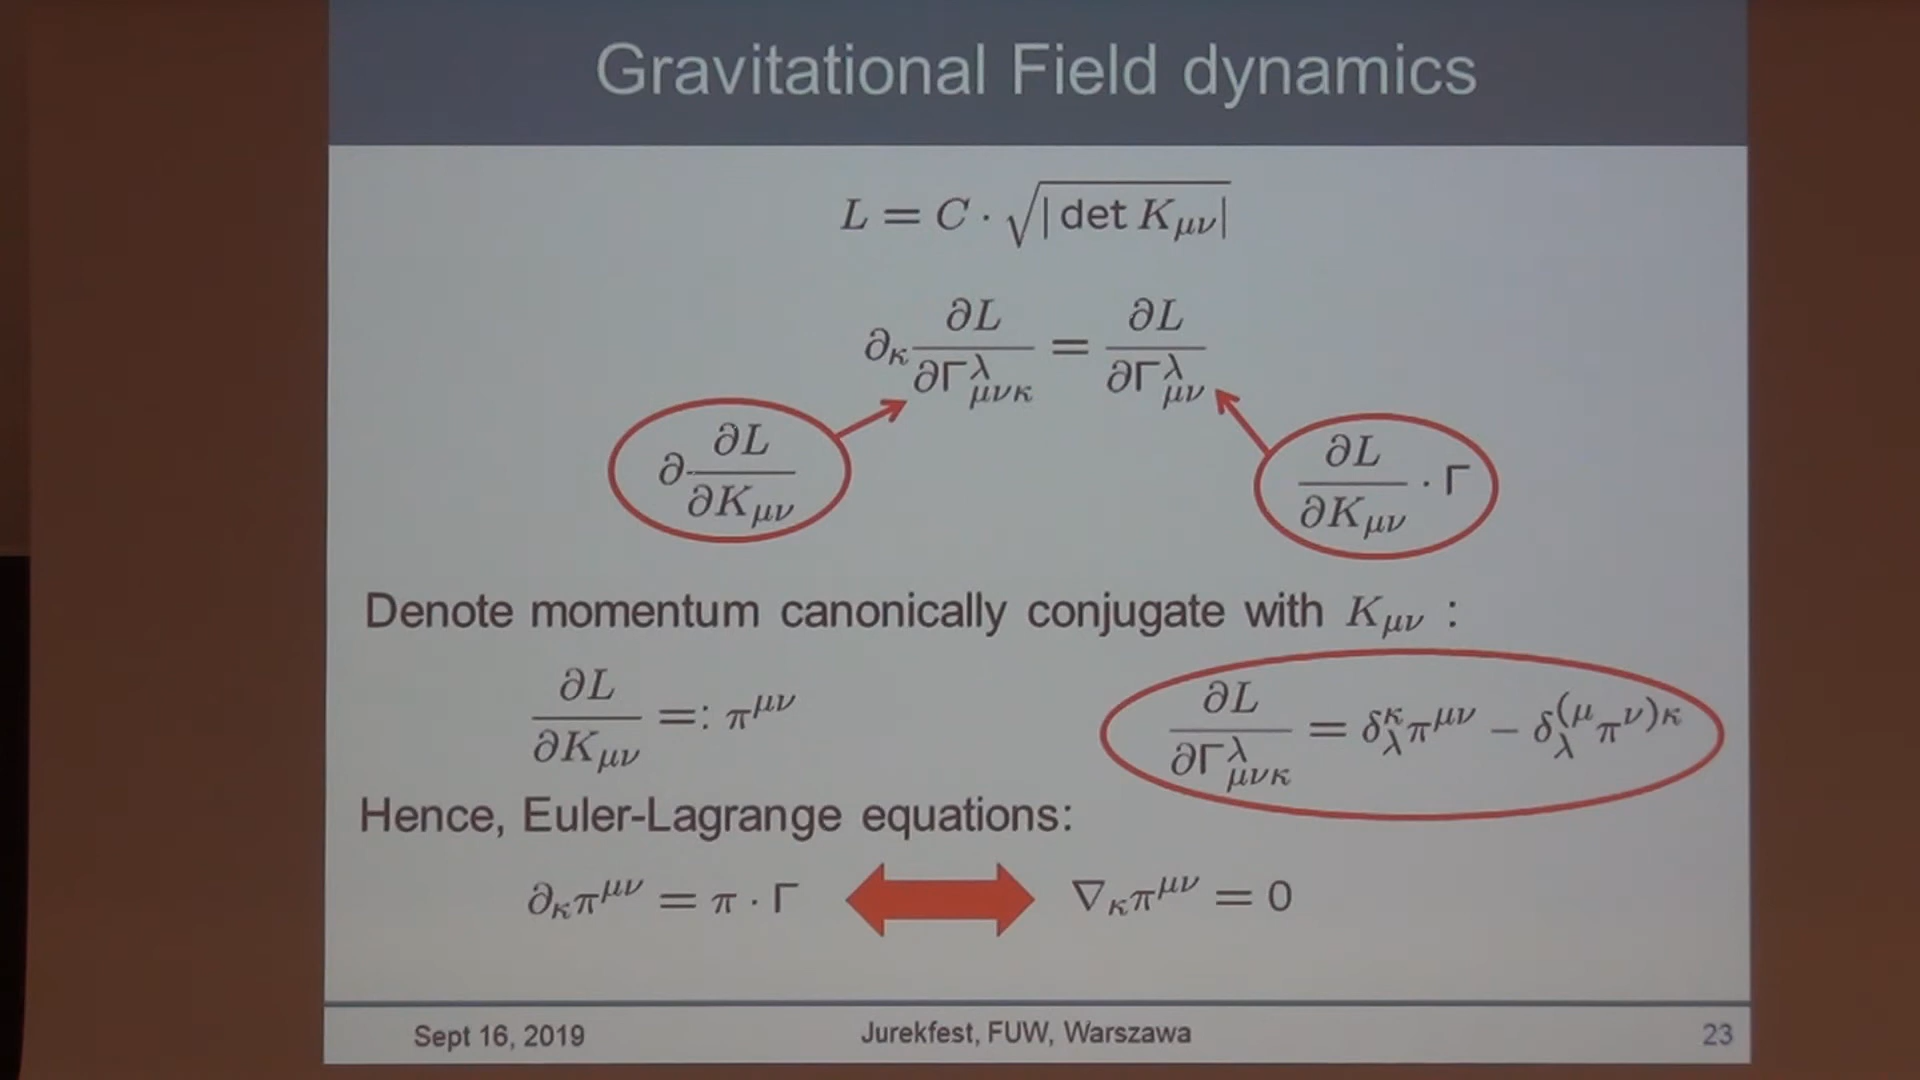 Gravitational Field dynamics
L = C · √|det K_μν|
∂_κ ∂L/∂Γ^λ_μνκ = ∂L/∂Γ^λ_μν
∂ ∂L/∂K_μν
∂L/∂K_μν · Γ
Denote momentum canonically conjugate with K_μν :
∂L/∂K_μν =: π^μν
∂L/∂Γ^λ_μνκ = δ^κ_λ π^μν − δ^(μ_λ π^ν)κ
Hence, Euler-Lagrange equations:
∂_κ π^μν = π · Γ
∇_κ π^μν = 0
Sept 16, 2019
Jurekfest, FUW, Warszawa
23